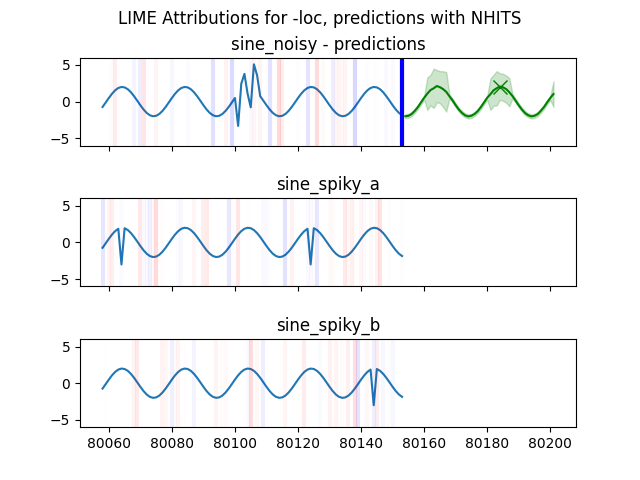 LIME Attributions for -loc, predictions with NHITS
sine_noisy - predictions
5
0
−5
sine_spiky_a
5
0
−5
sine_spiky_b
5
0
−5
80060 80080 80100 80120 80140 80160 80180 80200